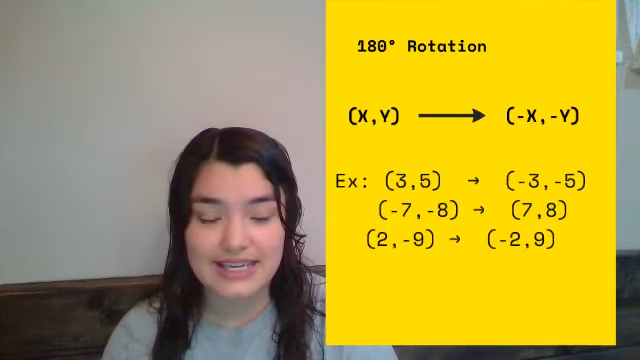 180° Rotation
(X,Y) → (-X,-Y)
Ex: (3,5) → (-3,-5)
(-7,-8) → (7,8)
(2,-9) → (-2,9)